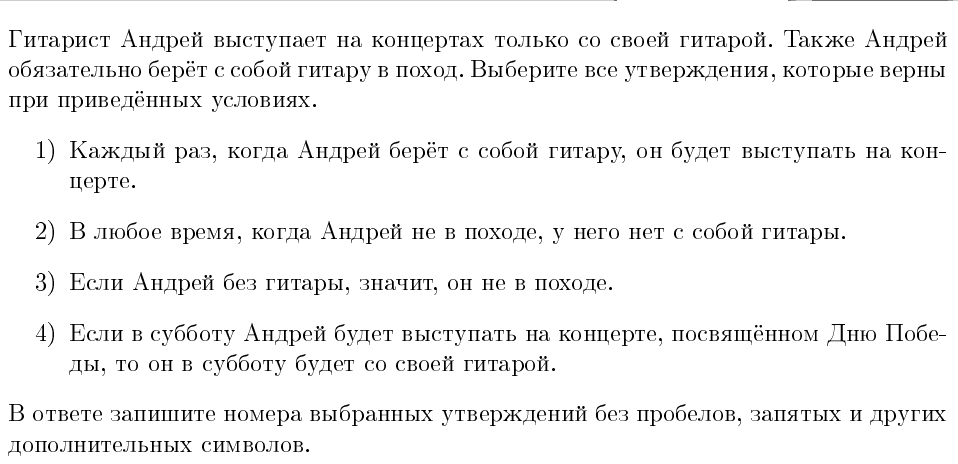 Гитарист Андрей выступает на концертах только со своей гитарой. Также Андрей
обязательно берёт с собой гитару в поход. Выберите все утверждения, которые верны
при приведённых условиях.
1) Каждый раз, когда Андрей берёт с собой гитару, он будет выступать на кон-
церте.
2) В любое время, когда Андрей не в походе, у него нет с собой гитары.
3) Если Андрей без гитары, значит, он не в походе.
4) Если в субботу Андрей будет выступать на концерте, посвящённом Дню Побе-
ды, то он в субботу будет со своей гитарой.
В ответе запишите номера выбранных утверждений без пробелов, запятых и других
дополнительных символов.